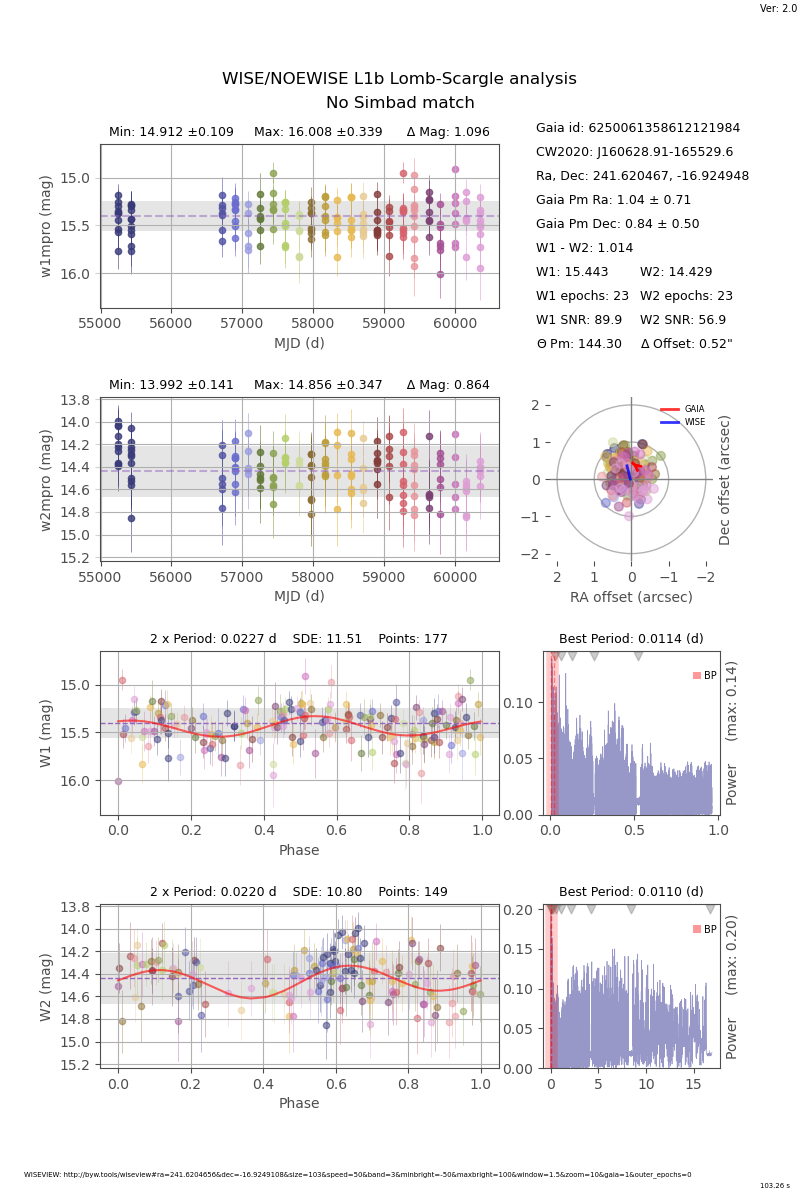 Ver: 2.0
WISE/NOEWISE L1b Lomb-Scargle analysis
No Simbad match
Min: 14.912 ±0.109 Max: 16.008 ±0.339 Δ Mag: 1.096
15.0
15.5
16.0
w1mpro (mag)
55000 56000 57000 58000 59000 60000
MJD (d)
Gaia id: 6250061358612121984
CW2020: J160628.91-165529.6
Ra, Dec: 241.620467, -16.924948
Gaia Pm Ra: 1.04 ± 0.71
Gaia Pm Dec: 0.84 ± 0.50
W1 - W2: 1.014
W1: 15.443 W2: 14.429
W1 epochs: 23 W2 epochs: 23
W1 SNR: 89.9 W2 SNR: 56.9
Θ Pm: 144.30 Δ Offset: 0.52"
Min: 13.992 ±0.141 Max: 14.856 ±0.347 Δ Mag: 0.864
13.8
14.0
14.2
14.4
14.6
14.8
15.0
15.2
w2mpro (mag)
55000 56000 57000 58000 59000 60000
MJD (d)
GAIA
WISE
2
1
0
−1
−2
Dec offset (arcsec)
2 1 0 −1 −2
RA offset (arcsec)
2 x Period: 0.0227 d SDE: 11.51 Points: 177
15.0
15.5
16.0
W1 (mag)
0.0 0.2 0.4 0.6 0.8 1.0
Phase
Best Period: 0.0114 (d)
BP
0.10
0.05
0.00
Power (max: 0.14)
0.0 0.5 1.0
2 x Period: 0.0220 d SDE: 10.80 Points: 149
13.8
14.0
14.2
14.4
14.6
14.8
15.0
15.2
W2 (mag)
0.0 0.2 0.4 0.6 0.8 1.0
Phase
Best Period: 0.0110 (d)
BP
0.20
0.15
0.10
0.05
0.00
Power (max: 0.20)
0 5 10 15
WISEVIEW: http://byw.tools/wiseview#ra=241.6204656&dec=-16.9249108&size=103&speed=50&band=3&minbright=-50&maxbright=100&window=1.5&zoom=10&gaia=1&outer_epochs=0
103.26 s